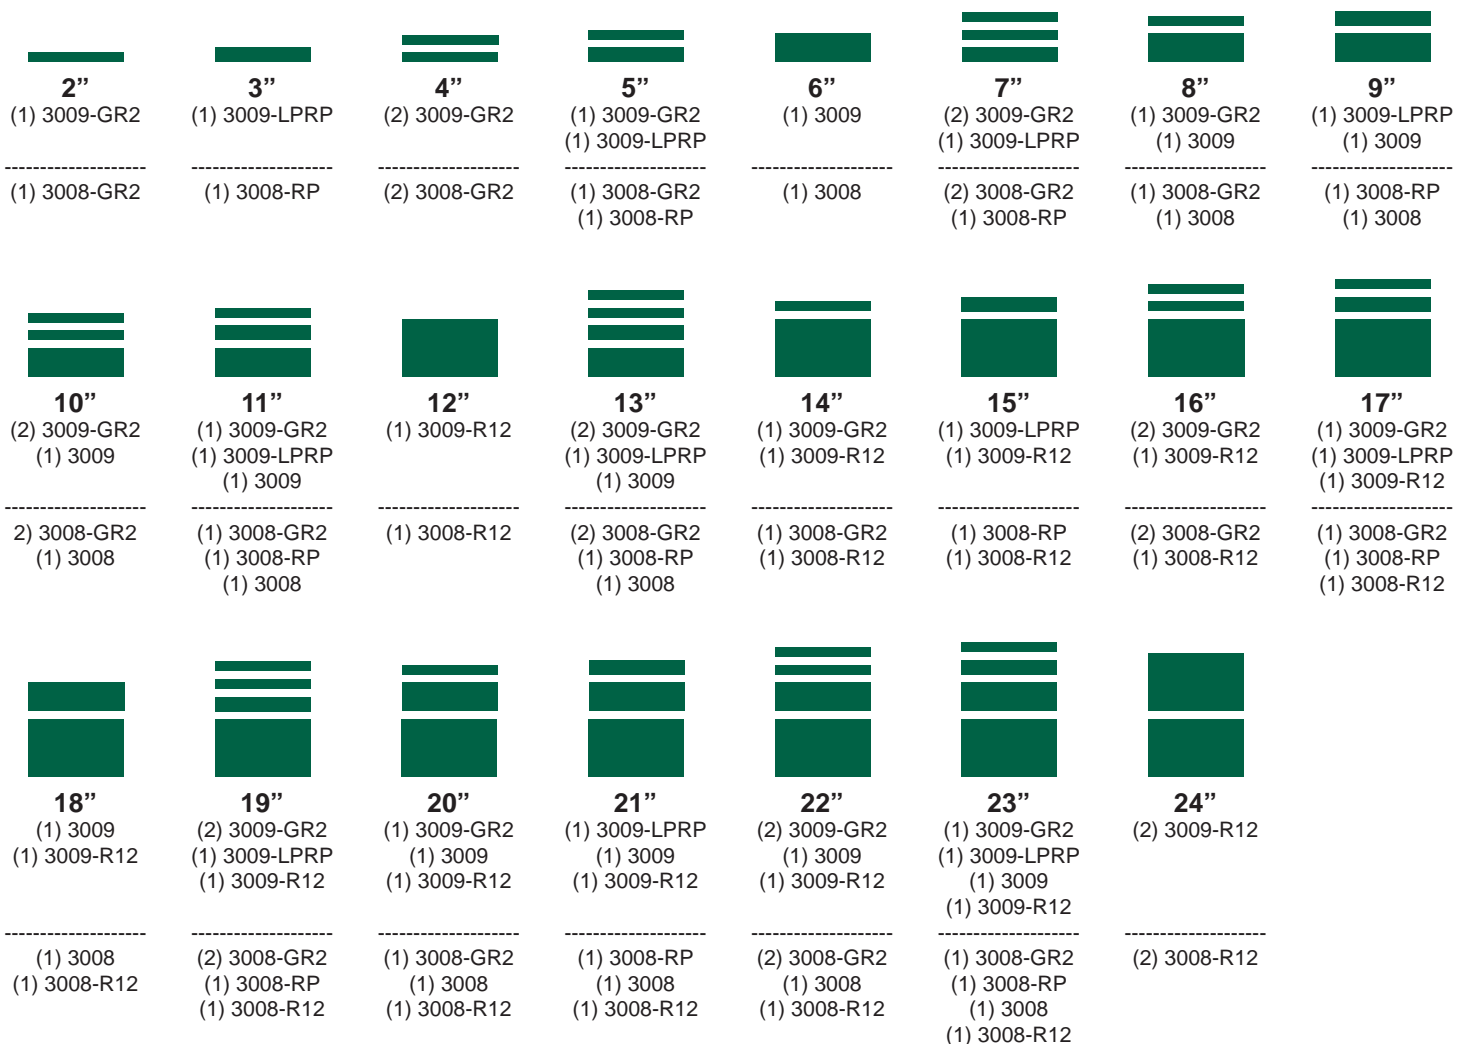 2”
(1) 3009-GR2
---------------------
(1) 3008-GR2
3”
(1) 3009-LPRP
---------------------
(1) 3008-RP
4”
(2) 3009-GR2
---------------------
(2) 3008-GR2
5”
(1) 3009-GR2
(1) 3009-LPRP
---------------------
(1) 3008-GR2
(1) 3008-RP
6”
(1) 3009
---------------------
(1) 3008
7”
(2) 3009-GR2
(1) 3009-LPRP
---------------------
(2) 3008-GR2
(1) 3008-RP
8”
(1) 3009-GR2
(1) 3009
---------------------
(1) 3008-GR2
(1) 3008
9”
(1) 3009-LPRP
(1) 3009
---------------------
(1) 3008-RP
(1) 3008
10”
(2) 3009-GR2
(1) 3009
---------------------
2) 3008-GR2
(1) 3008
11”
(1) 3009-GR2
(1) 3009-LPRP
(1) 3009
---------------------
(1) 3008-GR2
(1) 3008-RP
(1) 3008
12”
(1) 3009-R12
---------------------
(1) 3008-R12
13”
(2) 3009-GR2
(1) 3009-LPRP
(1) 3009
---------------------
(2) 3008-GR2
(1) 3008-RP
(1) 3008
14”
(1) 3009-GR2
(1) 3009-R12
---------------------
(1) 3008-GR2
(1) 3008-R12
15”
(1) 3009-LPRP
(1) 3009-R12
---------------------
(1) 3008-RP
(1) 3008-R12
16”
(2) 3009-GR2
(1) 3009-R12
---------------------
(2) 3008-GR2
(1) 3008-R12
17”
(1) 3009-GR2
(1) 3009-LPRP
(1) 3009-R12
---------------------
(1) 3008-GR2
(1) 3008-RP
(1) 3008-R12
18”
(1) 3009
(1) 3009-R12
---------------------
(1) 3008
(1) 3008-R12
19”
(2) 3009-GR2
(1) 3009-LPRP
(1) 3009-R12
---------------------
(2) 3008-GR2
(1) 3008-RP
(1) 3008-R12
20”
(1) 3009-GR2
(1) 3009
(1) 3009-R12
---------------------
(1) 3008-GR2
(1) 3008
(1) 3008-R12
21”
(1) 3009-LPRP
(1) 3009
(1) 3009-R12
---------------------
(1) 3008-RP
(1) 3008
(1) 3008-R12
22”
(2) 3009-GR2
(1) 3009
(1) 3009-R12
---------------------
(2) 3008-GR2
(1) 3008
(1) 3008-R12
23”
(1) 3009-GR2
(1) 3009-LPRP
(1) 3009
(1) 3009-R12
---------------------
(1) 3008-GR2
(1) 3008-RP
(1) 3008
(1) 3008-R12
24”
(2) 3009-R12
---------------------
(2) 3008-R12